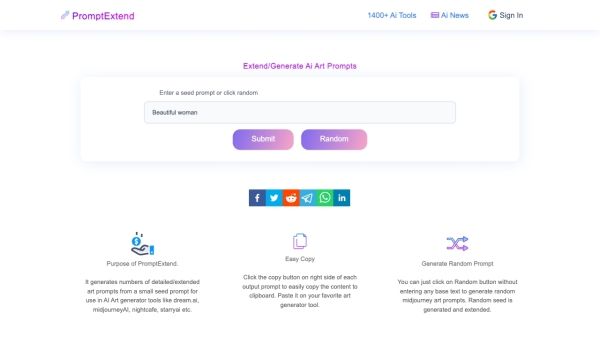 PromptExtend
1400+ Ai Tools
Ai News
Sign In
Extend/Generate Ai Art Prompts
Enter a seed prompt or click random
Beautiful woman
Submit
Random
Purpose of PromptExtend.
It generates numbers of detailed/extended
art prompts from a small seed prompt for
use in AI Art generator tools like dream.ai,
midjourneyAI, nightcafe, starryai etc.
Easy Copy
Click the copy button on right side of each
output prompt to easily copy the content to
clipboard. Paste it on your favorite art
generator tool.
Generate Random Prompt
You can just click on Random button without
entering any base text to generate random
midjourney art prompts. Random seed is
generated and extended.